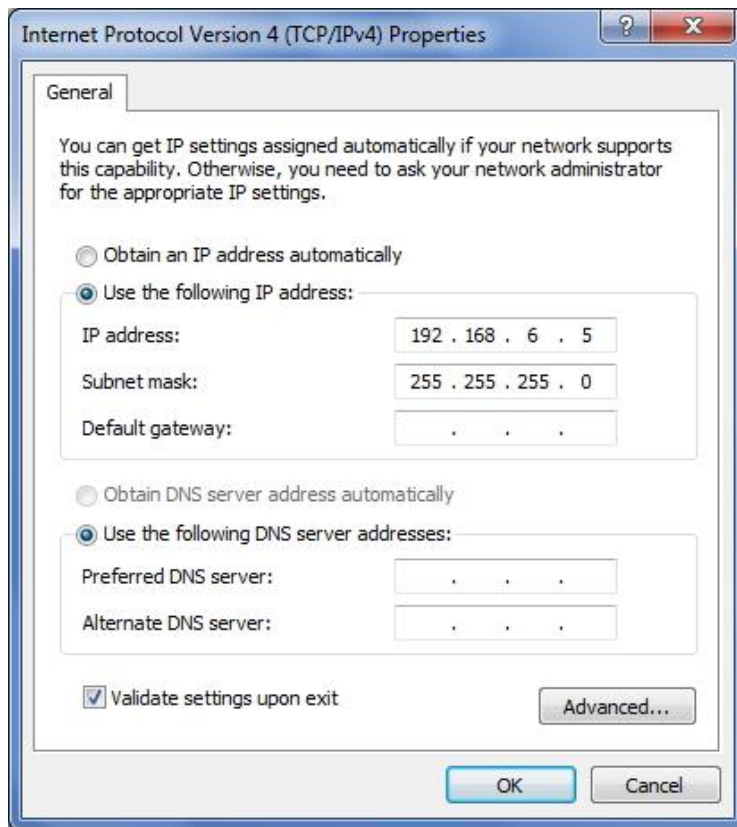 Internet Protocol Version 4 (TCP/IPv4) Properties
General
You can get IP settings assigned automatically if your network supports
this capability. Otherwise, you need to ask your network administrator
for the appropriate IP settings.
Obtain an IP address automatically
Use the following IP address:
IP address: 192 . 168 . 6 . 5
Subnet mask: 255 . 255 . 255 . 0
Default gateway: . . .
Obtain DNS server address automatically
Use the following DNS server addresses:
Preferred DNS server: . . .
Alternate DNS server: . . .
Validate settings upon exit
Advanced...
OK Cancel